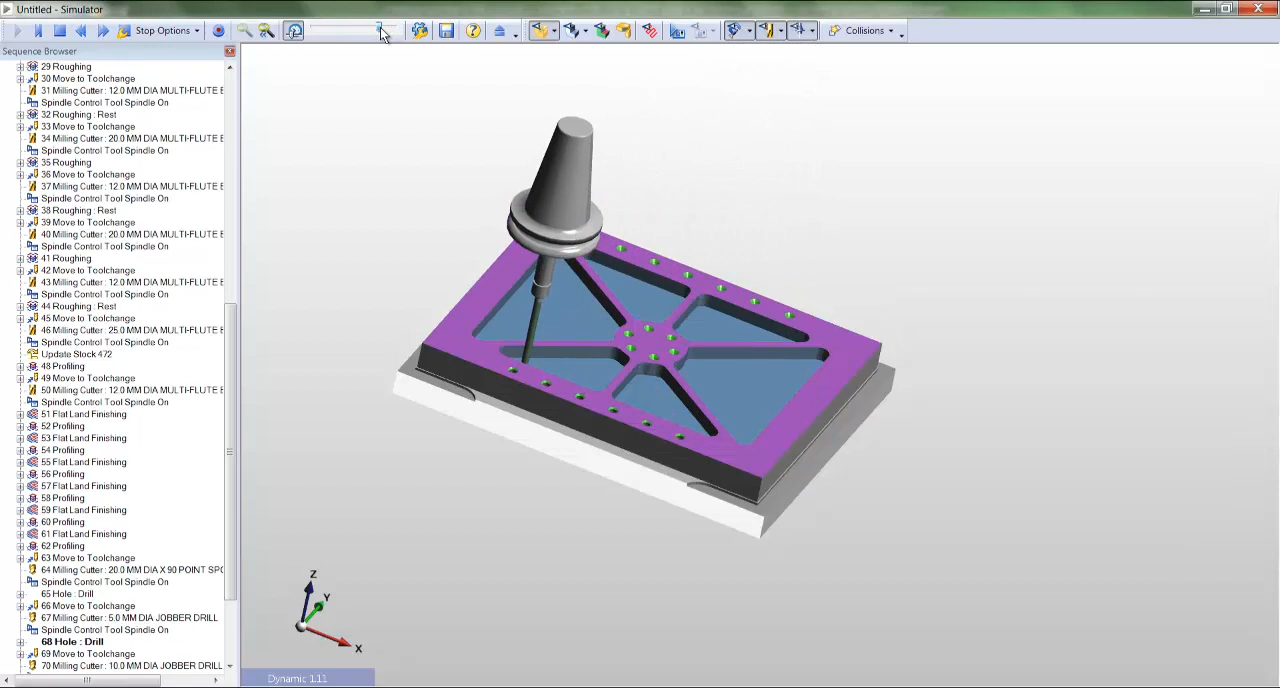 Untitled - Simulator
Stop Options
Collisions
Sequence Browser
29 Roughing
30 Move to Toolchange
31 Milling Cutter : 12.0 MM DIA MULTI-FLUTE E
Spindle Control Tool Spindle On
32 Roughing : Rest
33 Move to Toolchange
34 Milling Cutter : 20.0 MM DIA MULTI-FLUTE E
Spindle Control Tool Spindle On
35 Roughing
36 Move to Toolchange
37 Milling Cutter : 12.0 MM DIA MULTI-FLUTE E
Spindle Control Tool Spindle On
38 Roughing : Rest
39 Move to Toolchange
40 Milling Cutter : 20.0 MM DIA MULTI-FLUTE E
Spindle Control Tool Spindle On
41 Roughing
42 Move to Toolchange
43 Milling Cutter : 12.0 MM DIA MULTI-FLUTE E
Spindle Control Tool Spindle On
44 Roughing : Rest
45 Move to Toolchange
46 Milling Cutter : 25.0 MM DIA MULTI-FLUTE E
Spindle Control Tool Spindle On
Update Stock 472
48 Profiling
49 Move to Toolchange
50 Milling Cutter : 12.0 MM DIA MULTI-FLUTE E
Spindle Control Tool Spindle On
51 Flat Land Finishing
52 Profiling
53 Flat Land Finishing
54 Profiling
55 Flat Land Finishing
56 Profiling
57 Flat Land Finishing
58 Profiling
59 Flat Land Finishing
60 Profiling
61 Flat Land Finishing
62 Profiling
63 Move to Toolchange
64 Milling Cutter : 20.0 MM DIA X 90 POINT SPO
Spindle Control Tool Spindle On
65 Hole : Drill
66 Move to Toolchange
67 Milling Cutter : 5.0 MM DIA JOBBER DRILL
Spindle Control Tool Spindle On
68 Hole : Drill
69 Move to Toolchange
70 Milling Cutter : 10.0 MM DIA JOBBER DRILL
Z
Y
X
Dynamic 1.11